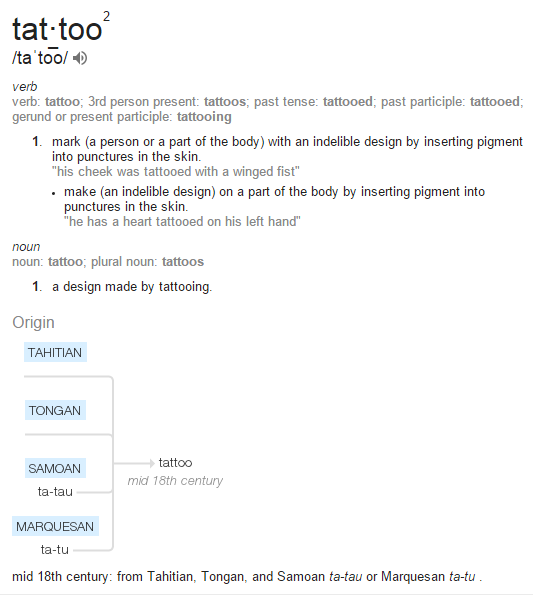 tat·too2
/taˈto͞o/
verb
verb: tattoo; 3rd person present: tattoos; past tense: tattooed; past participle: tattooed;
gerund or present participle: tattooing
1. mark (a person or a part of the body) with an indelible design by inserting pigment
into punctures in the skin.
"his cheek was tattooed with a winged fist"
• make (an indelible design) on a part of the body by inserting pigment into
punctures in the skin.
"he has a heart tattooed on his left hand"
noun
noun: tattoo; plural noun: tattoos
1. a design made by tattooing.
Origin
TAHITIAN
TONGAN
SAMOAN
ta-tau
MARQUESAN
ta-tu
tattoo
mid 18th century
mid 18th century: from Tahitian, Tongan, and Samoan ta-tau or Marquesan ta-tu .